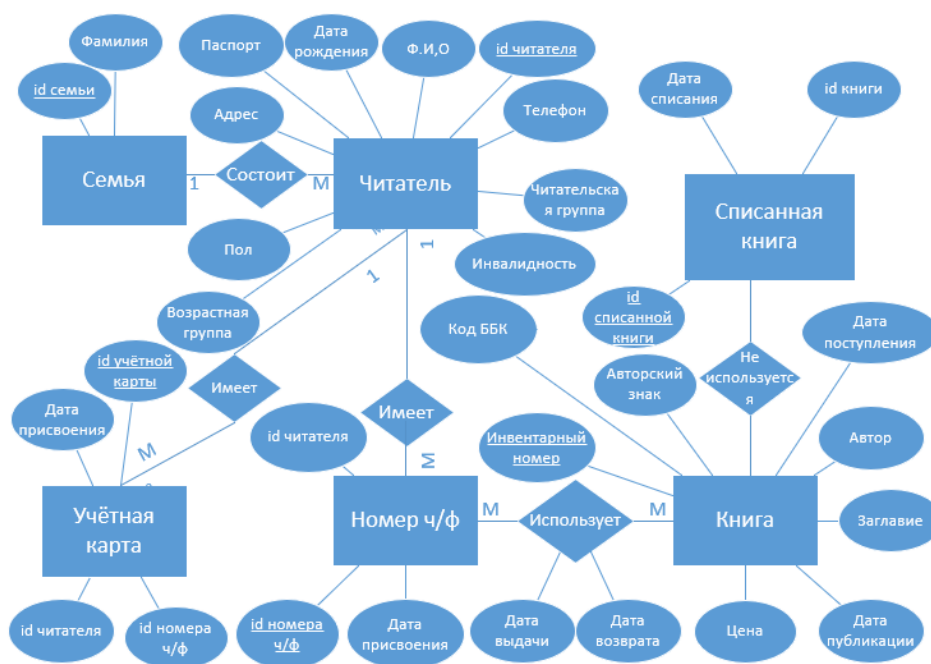 Фамилия
Паспорт
Дата
рождения
Ф.И,О
id читателя
id семьи
Адрес
Телефон
Дата
списания
id книги
Семья
1
Состоит
М
Читатель
Читательска
я группа
Списанная
книга
Пол
М
1
1
Инвалидность
Возрастная
группа
Код ББК
id
списанной
книги
Дата
поступления
id учётной
карты
Имеет
Не
используетс
я
Авторский
знак
Дата
присвоения
Имеет
id читателя
Инвентарный
номер
Автор
М
М
Учётная
карта
Номер ч/ф
М
Использует
М
Книга
Заглавие
id читателя
id номера
ч/ф
id номера
ч/ф
Дата
присвоения
Дата
выдачи
Дата
возврата
Цена
Дата
публикации